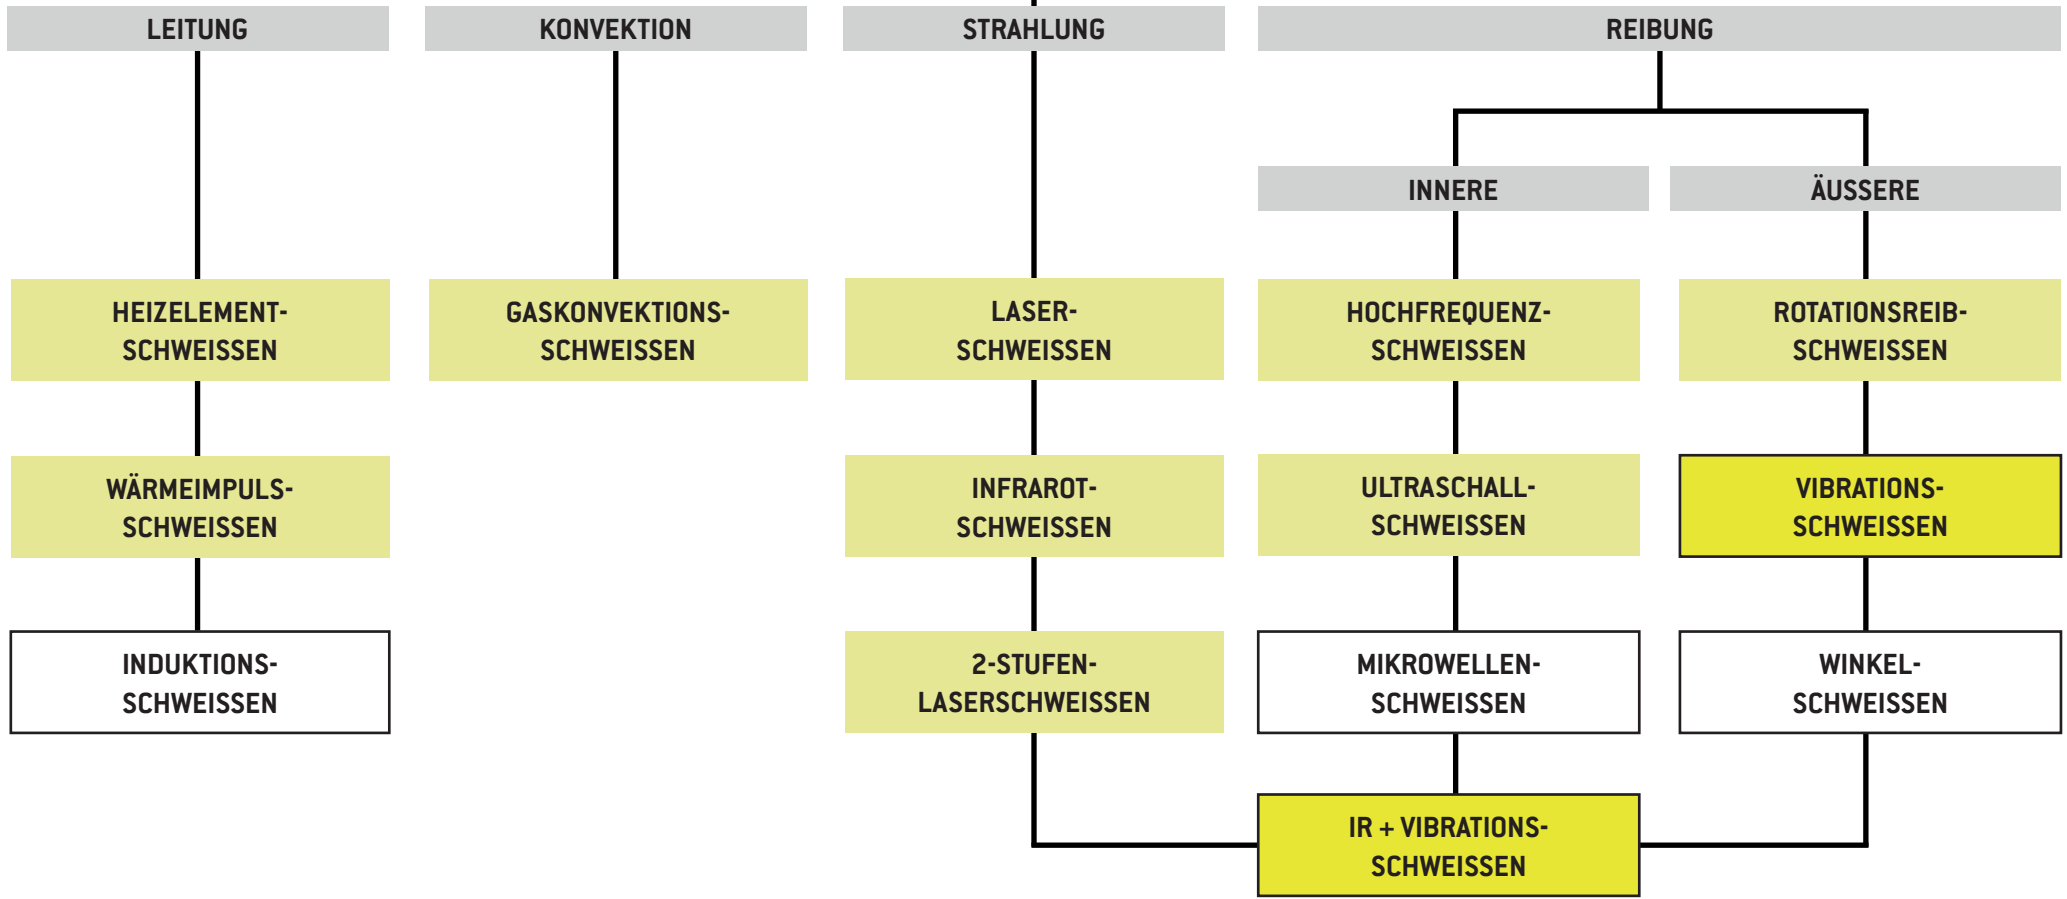 LEITUNG
KONVEKTION
STRAHLUNG
REIBUNG
INNERE
ÄUSSERE
HEIZELEMENT-
SCHWEISSEN
GASKONVEKTIONS-
SCHWEISSEN
LASER-
SCHWEISSEN
HOCHFREQUENZ-
SCHWEISSEN
ROTATIONSREIB-
SCHWEISSEN
WÄRMEIMPULS-
SCHWEISSEN
INFRAROT-
SCHWEISSEN
ULTRASCHALL-
SCHWEISSEN
VIBRATIONS-
SCHWEISSEN
INDUKTIONS-
SCHWEISSEN
2-STUFEN-
LASERSCHWEISSEN
MIKROWELLEN-
SCHWEISSEN
WINKEL-
SCHWEISSEN
IR + VIBRATIONS-
SCHWEISSEN